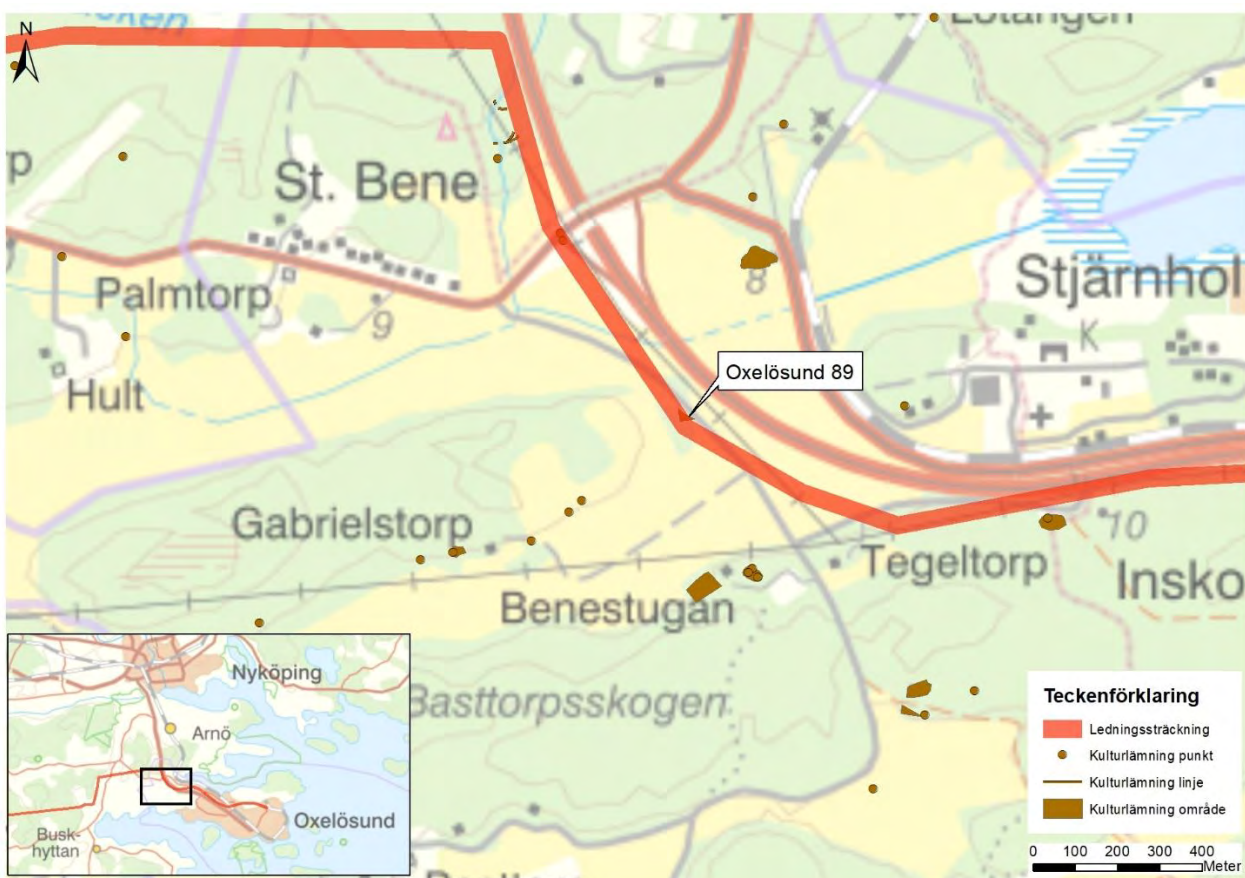 N
St. Bene
Palmtorp
9
Hult
8
Stjärnhol
K
Oxelösund 89
Gabrielstorp
Tegeltorp
10
Insko
Benestugan
Basttorpsskogen
Nyköping
Arnö
Oxelösund
Busk-
hyttan
Teckenförklaring
Ledningssträckning
Kulturlämning punkt
Kulturlämning linje
Kulturlämning område
0 100 200 300 400
Meter